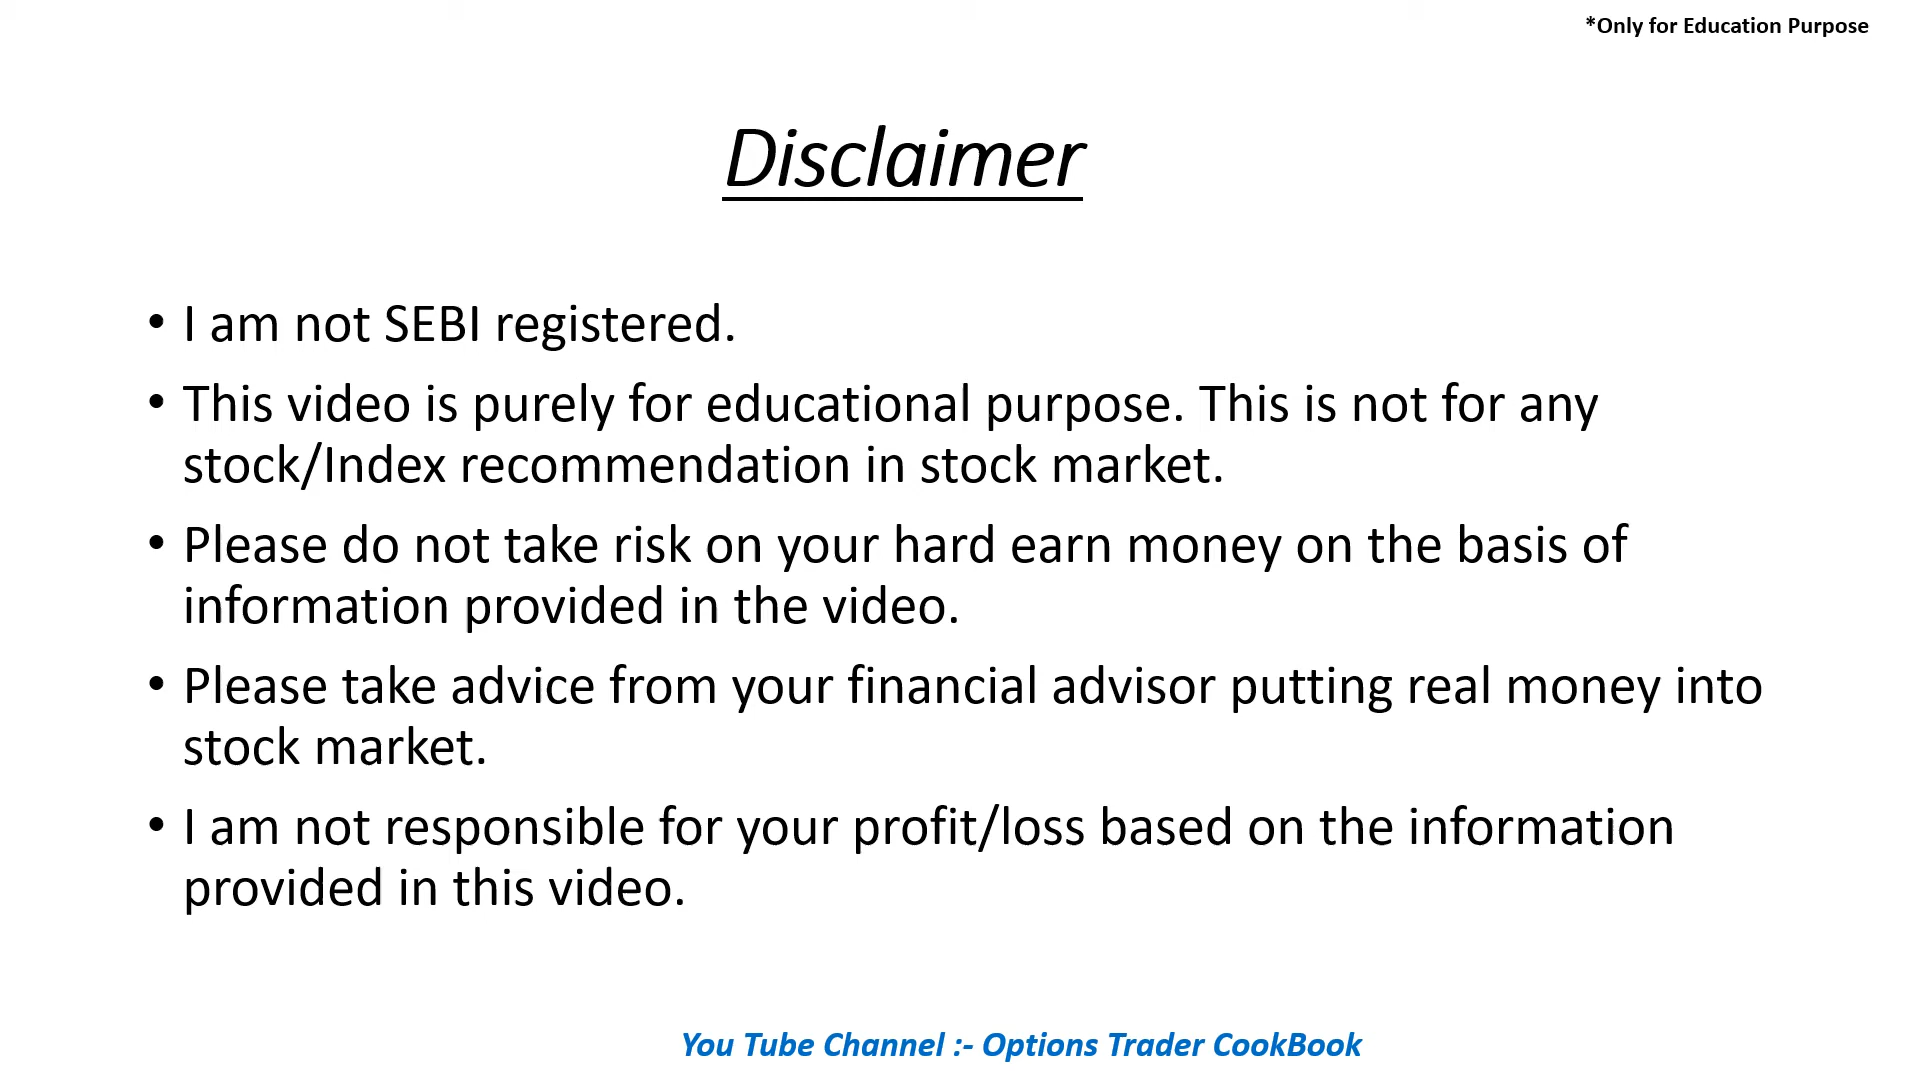 *Only for Education Purpose
Disclaimer
• I am not SEBI registered.
• This video is purely for educational purpose. This is not for any
stock/Index recommendation in stock market.
• Please do not take risk on your hard earn money on the basis of
information provided in the video.
• Please take advice from your financial advisor putting real money into
stock market.
• I am not responsible for your profit/loss based on the information
provided in this video.
You Tube Channel :- Options Trader CookBook